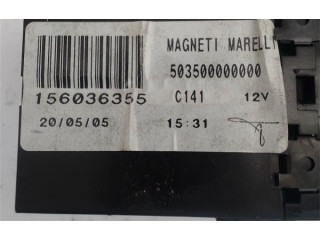 MAGNETI MARELLI
503500000000
156036355 C141 12V
20/05/05 15:31